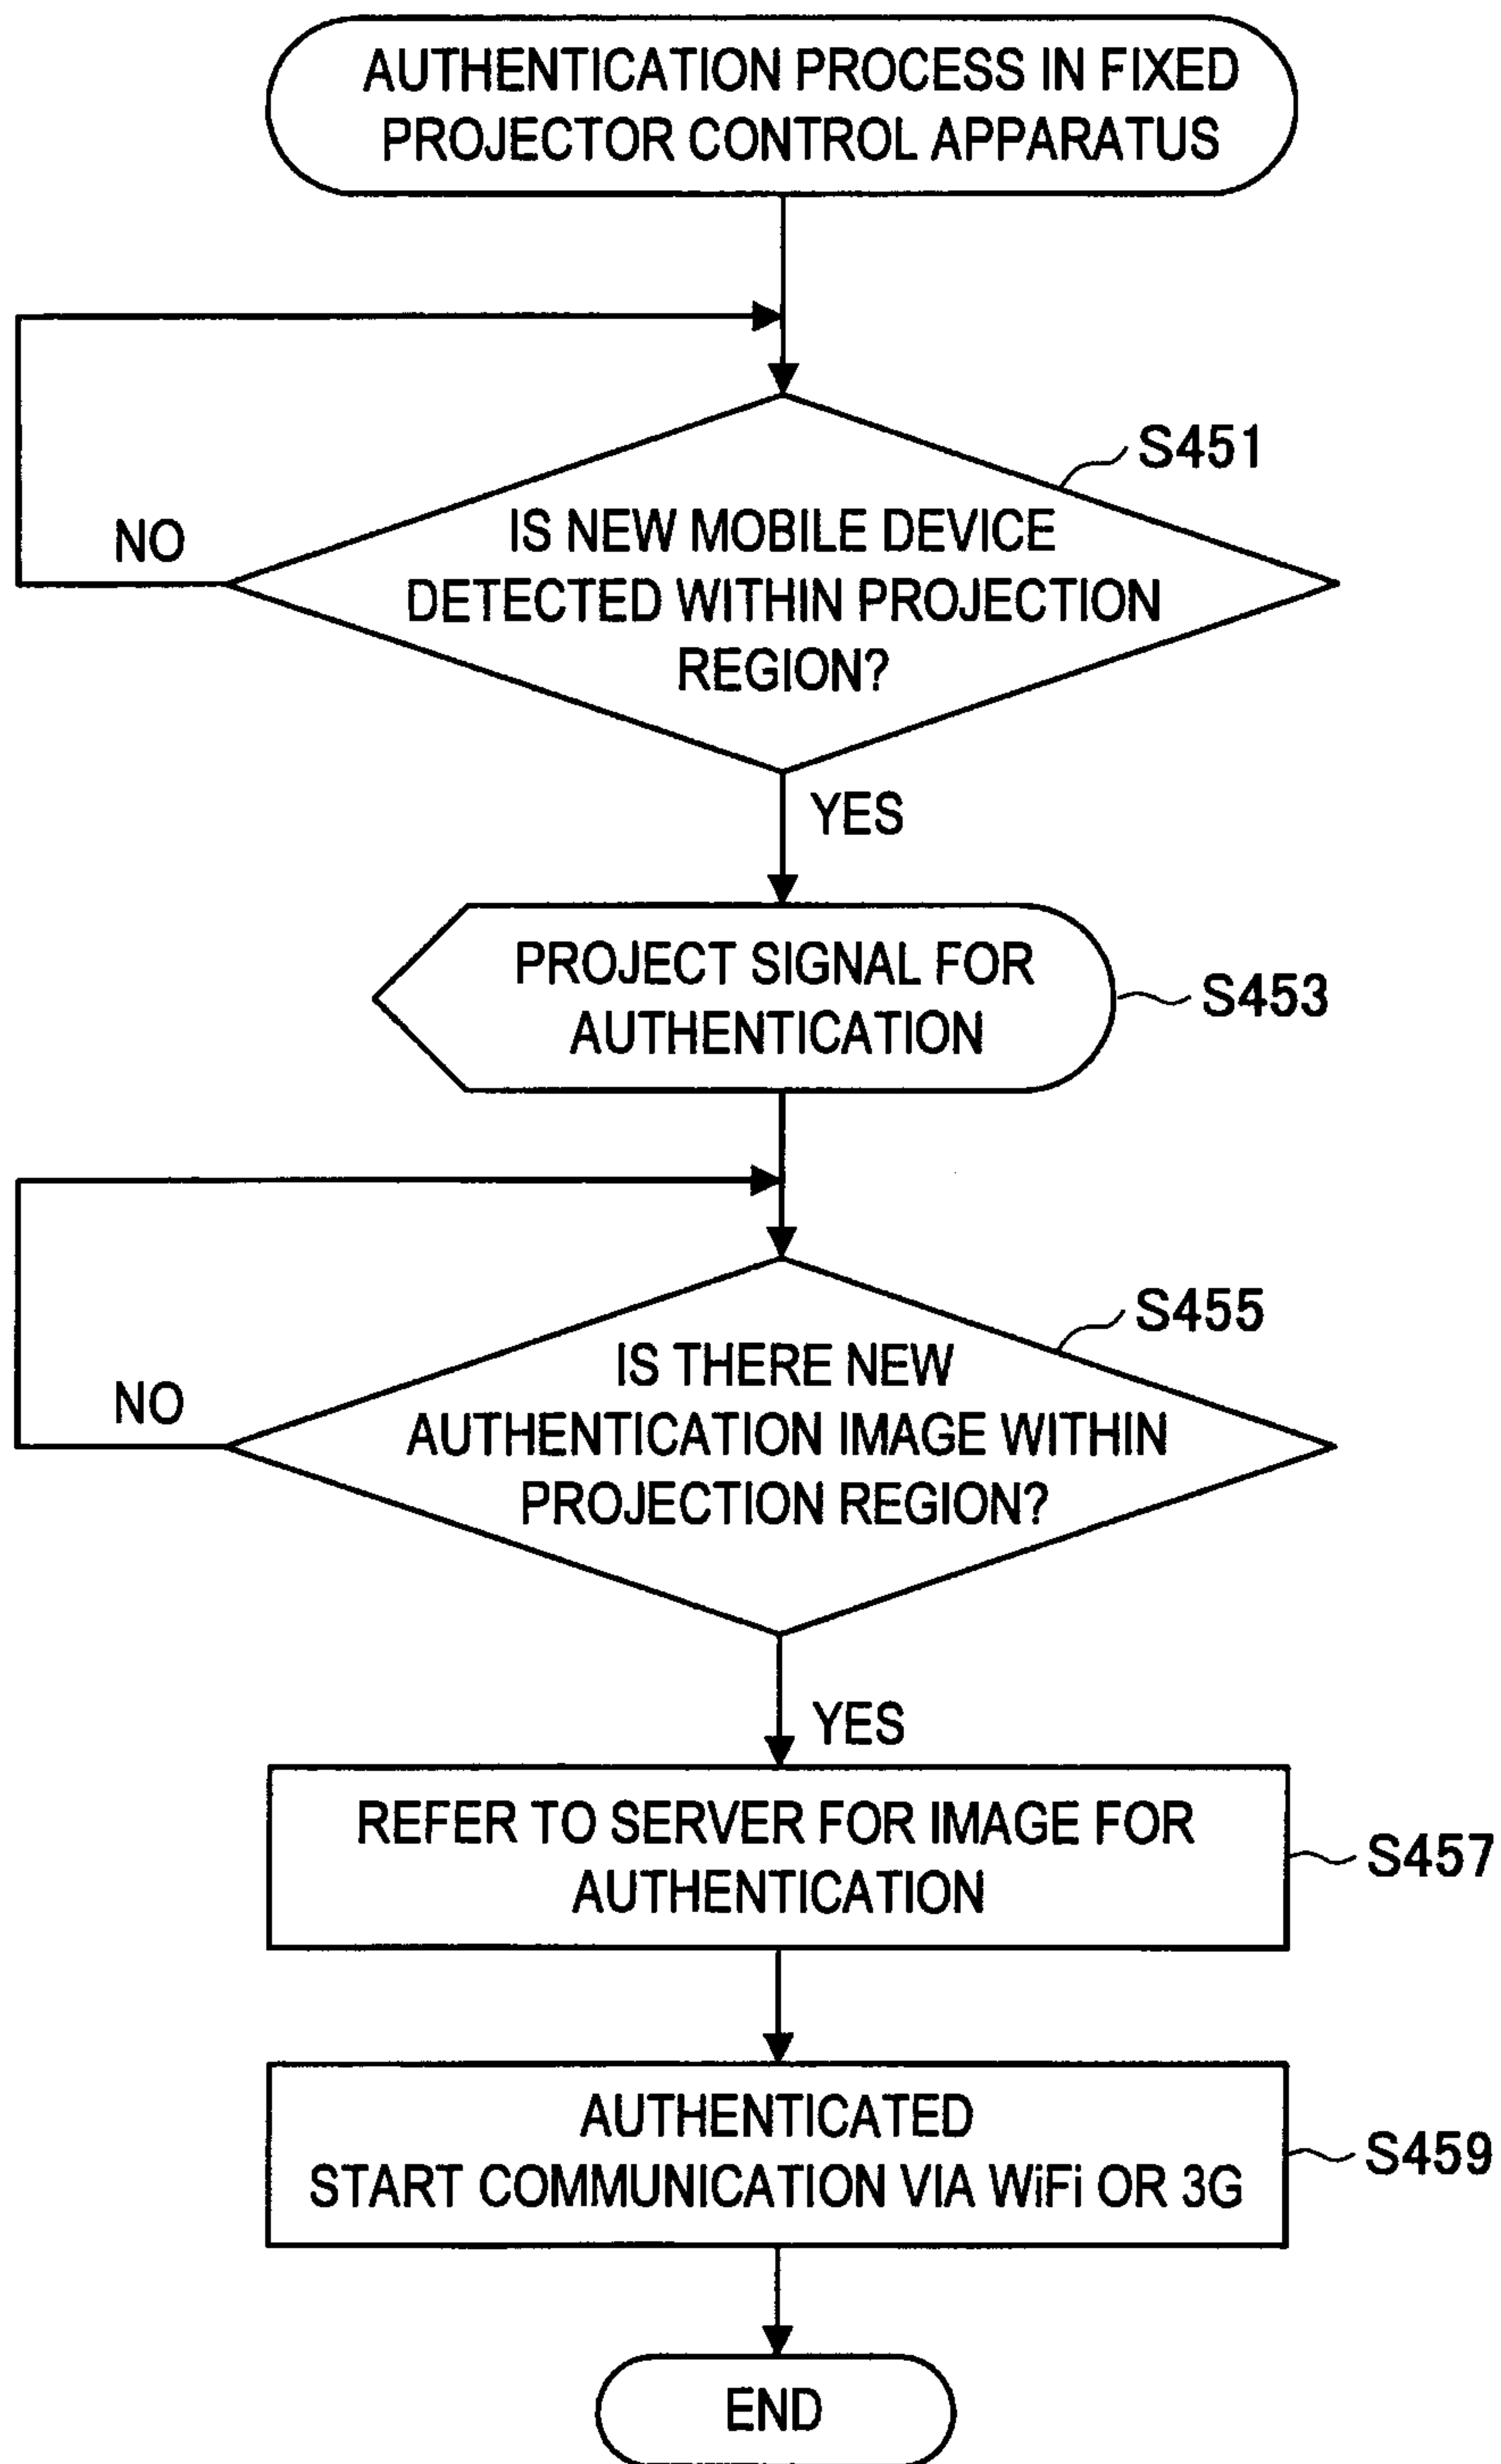 AUTHENTICATION PROCESS IN FIXED
PROJECTOR CONTROL APPARATUS
S451
IS NEW MOBILE DEVICE
DETECTED WITHIN PROJECTION
REGION?
NO
YES
PROJECT SIGNAL FOR
AUTHENTICATION
S453
S455
IS THERE NEW
AUTHENTICATION IMAGE WITHIN
PROJECTION REGION?
NO
YES
REFER TO SERVER FOR IMAGE FOR
AUTHENTICATION
S457
AUTHENTICATED
START COMMUNICATION VIA WiFi OR 3G
S459
END